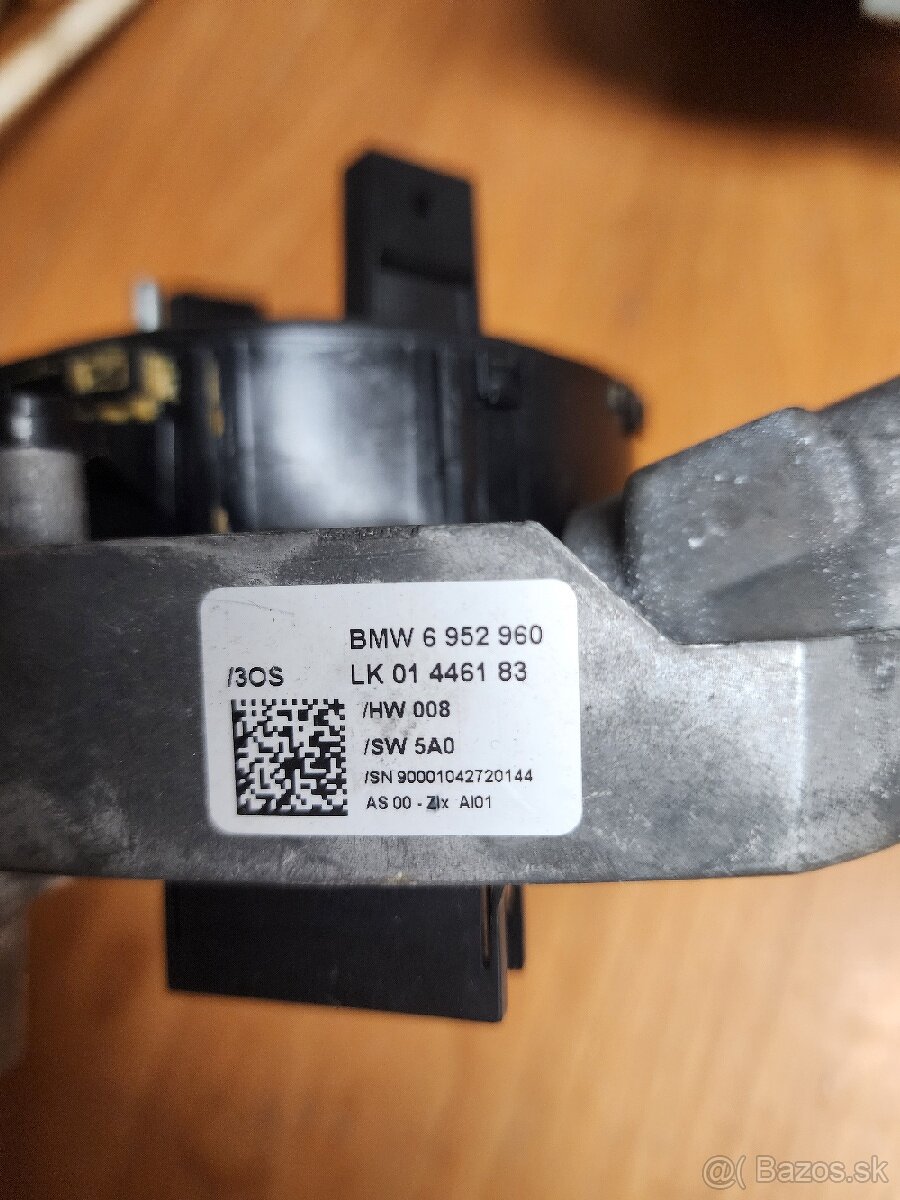 BMW 6 952 960
/3OS LK 01 4461 83
/HW 008
/SW 5A0
/SN 90001042720144
AS 00 - Zlx AI01
@( Bazos.sk